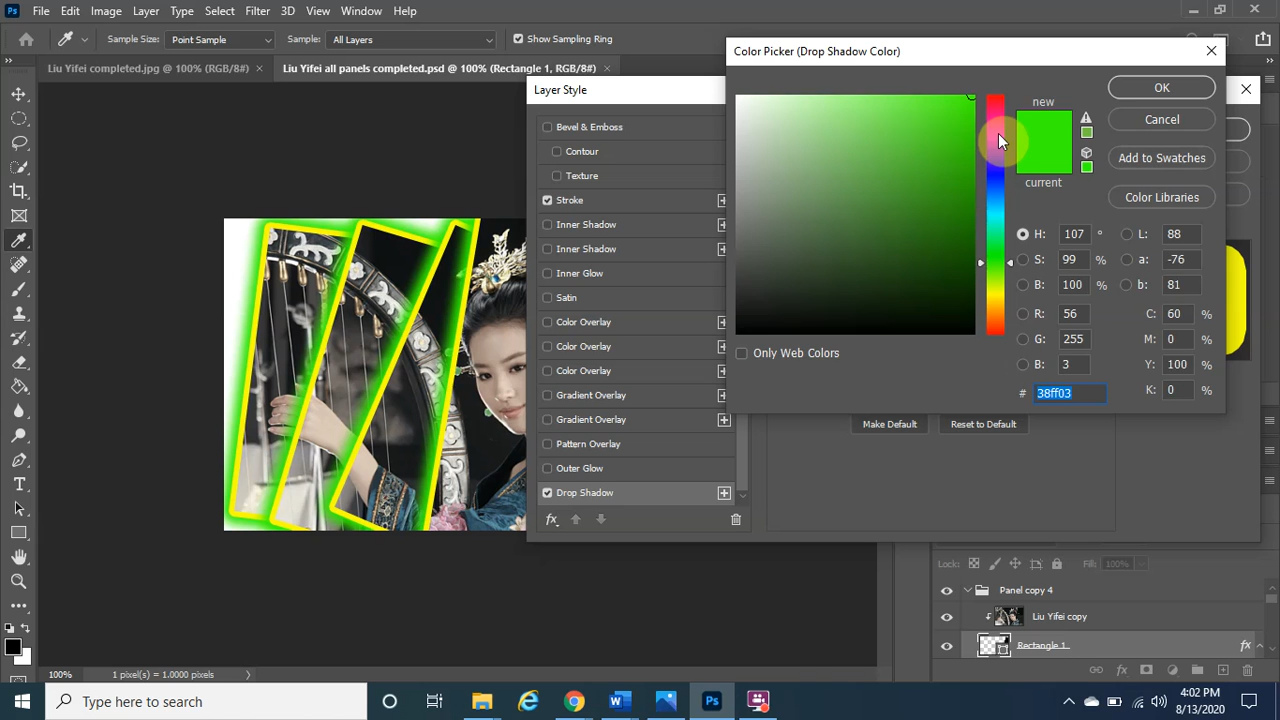 Ps File Edit Image Layer Type Select Filter 3D View Window Help
Sample Size: Point Sample Sample: All Layers Show Sampling Ring
Liu Yifei completed.jpg @ 100% (RGB/8#) × Liu Yifei all panels completed.psd @ 100% (Rectangle 1, RGB/8#) ×
Layer Style
Bevel & Emboss
Contour
Texture
Stroke
Inner Shadow
Inner Shadow
Inner Glow
Satin
Color Overlay
Color Overlay
Color Overlay
Gradient Overlay
Gradient Overlay
Pattern Overlay
Outer Glow
Drop Shadow
fx
Make Default Reset to Default
Color Picker (Drop Shadow Color)
new
current
OK
Cancel
Add to Swatches
Color Libraries
H: 107 ° L: 88
S: 99 % a: -76
B: 100 % b: 81
R: 56 C: 60 %
G: 255 M: 0 %
B: 3 Y: 100 %
# 38ff03 K: 0 %
Only Web Colors
Lock: Fill: 100%
Panel copy 4
Liu Yifei copy
Rectangle 1 fx
100% 1 pixel(s) = 1.0000 pixels
Type here to search
4:02 PM
8/13/2020